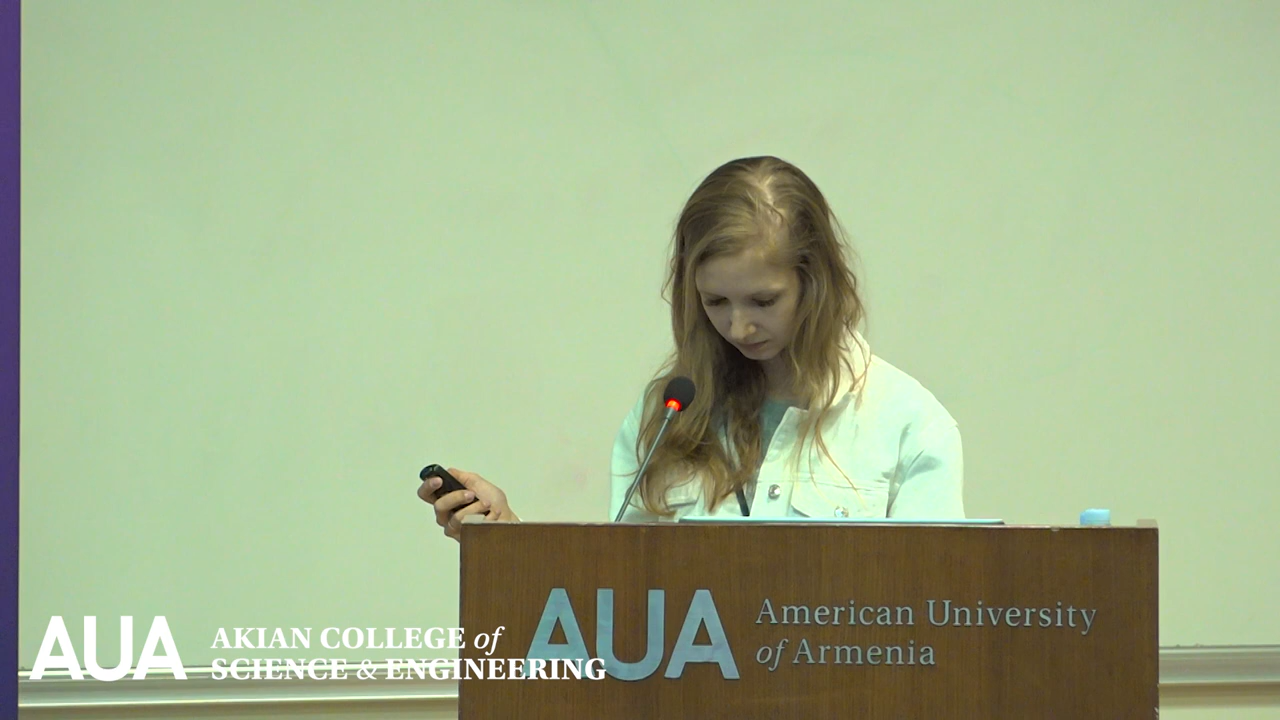 AUA
American University
of Armenia
AUA
AKIAN COLLEGE of
SCIENCE & ENGINEERING